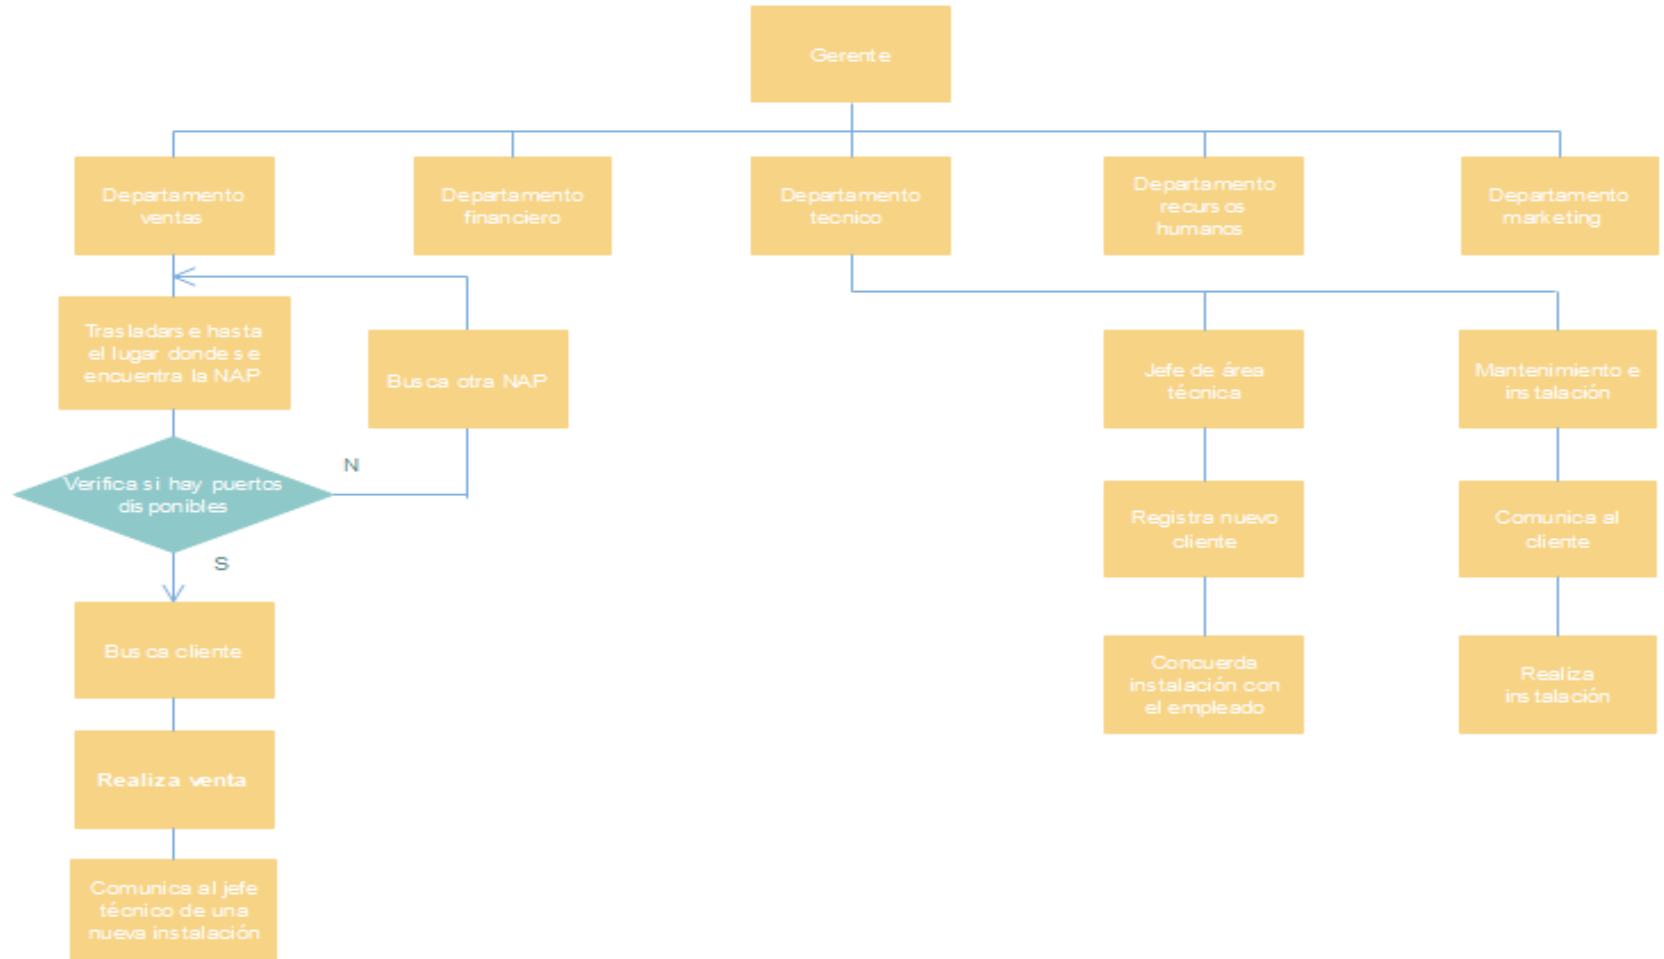 Gerente
Departamento
ventas
Departamento
financiero
Departamento
tecnico
Departamento
recursos
humanos
Departamento
marketing
Trasladarse hasta
el lugar donde se
encuentra la NAP
Busca otra NAP
Jefe de área
técnica
Mantenimiento e
instalación
N
Verifica si hay puertos
disponibles
S
Registra nuevo
cliente
Comunica al
cliente
Busca cliente
Concuerda
instalación con
el empleado
Realiza
instalación
Realiza venta
Comunica al jefe
técnico de una
nueva instalación